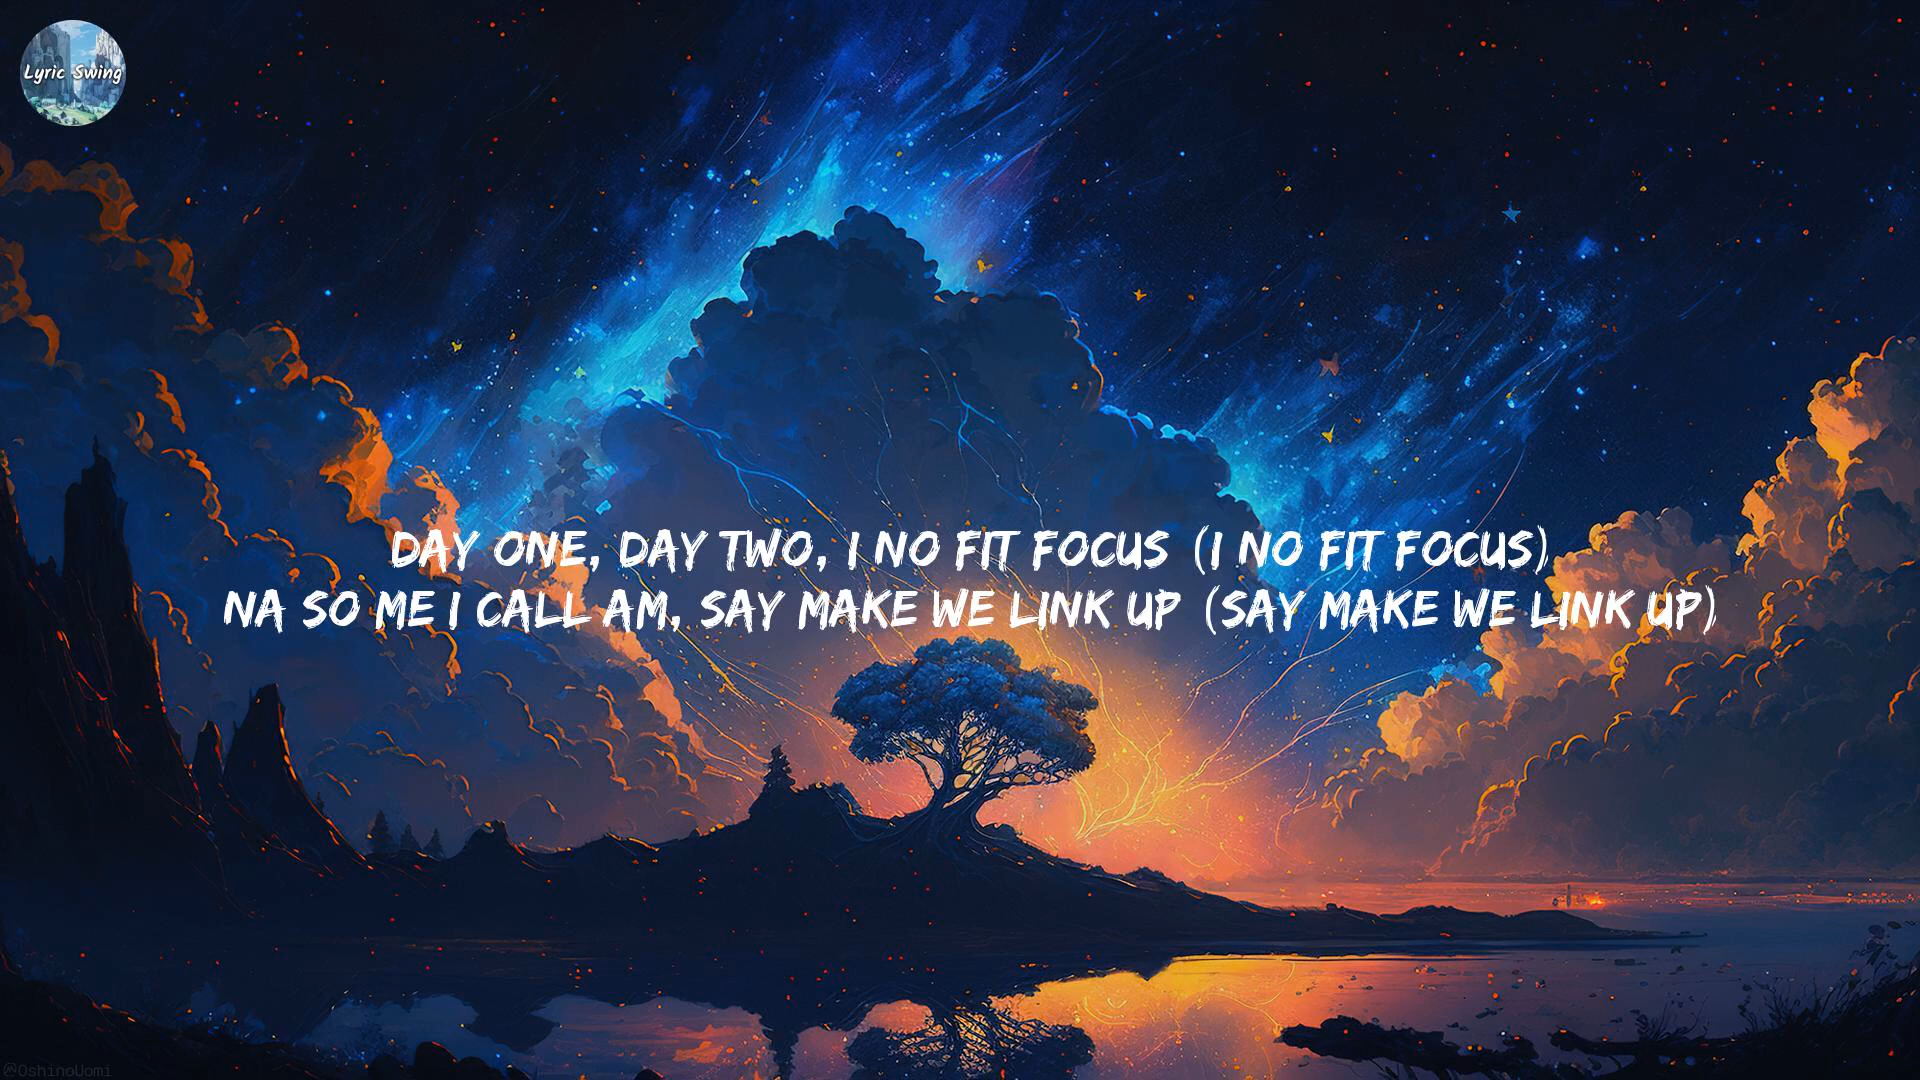 Lyric Swing
DAY ONE, DAY TWO, I NO FIT FOCUS (I NO FIT FOCUS)
NA SO ME I CALL AM, SAY MAKE WE LINK UP (SAY MAKE WE LINK UP)
@OshinoUomi